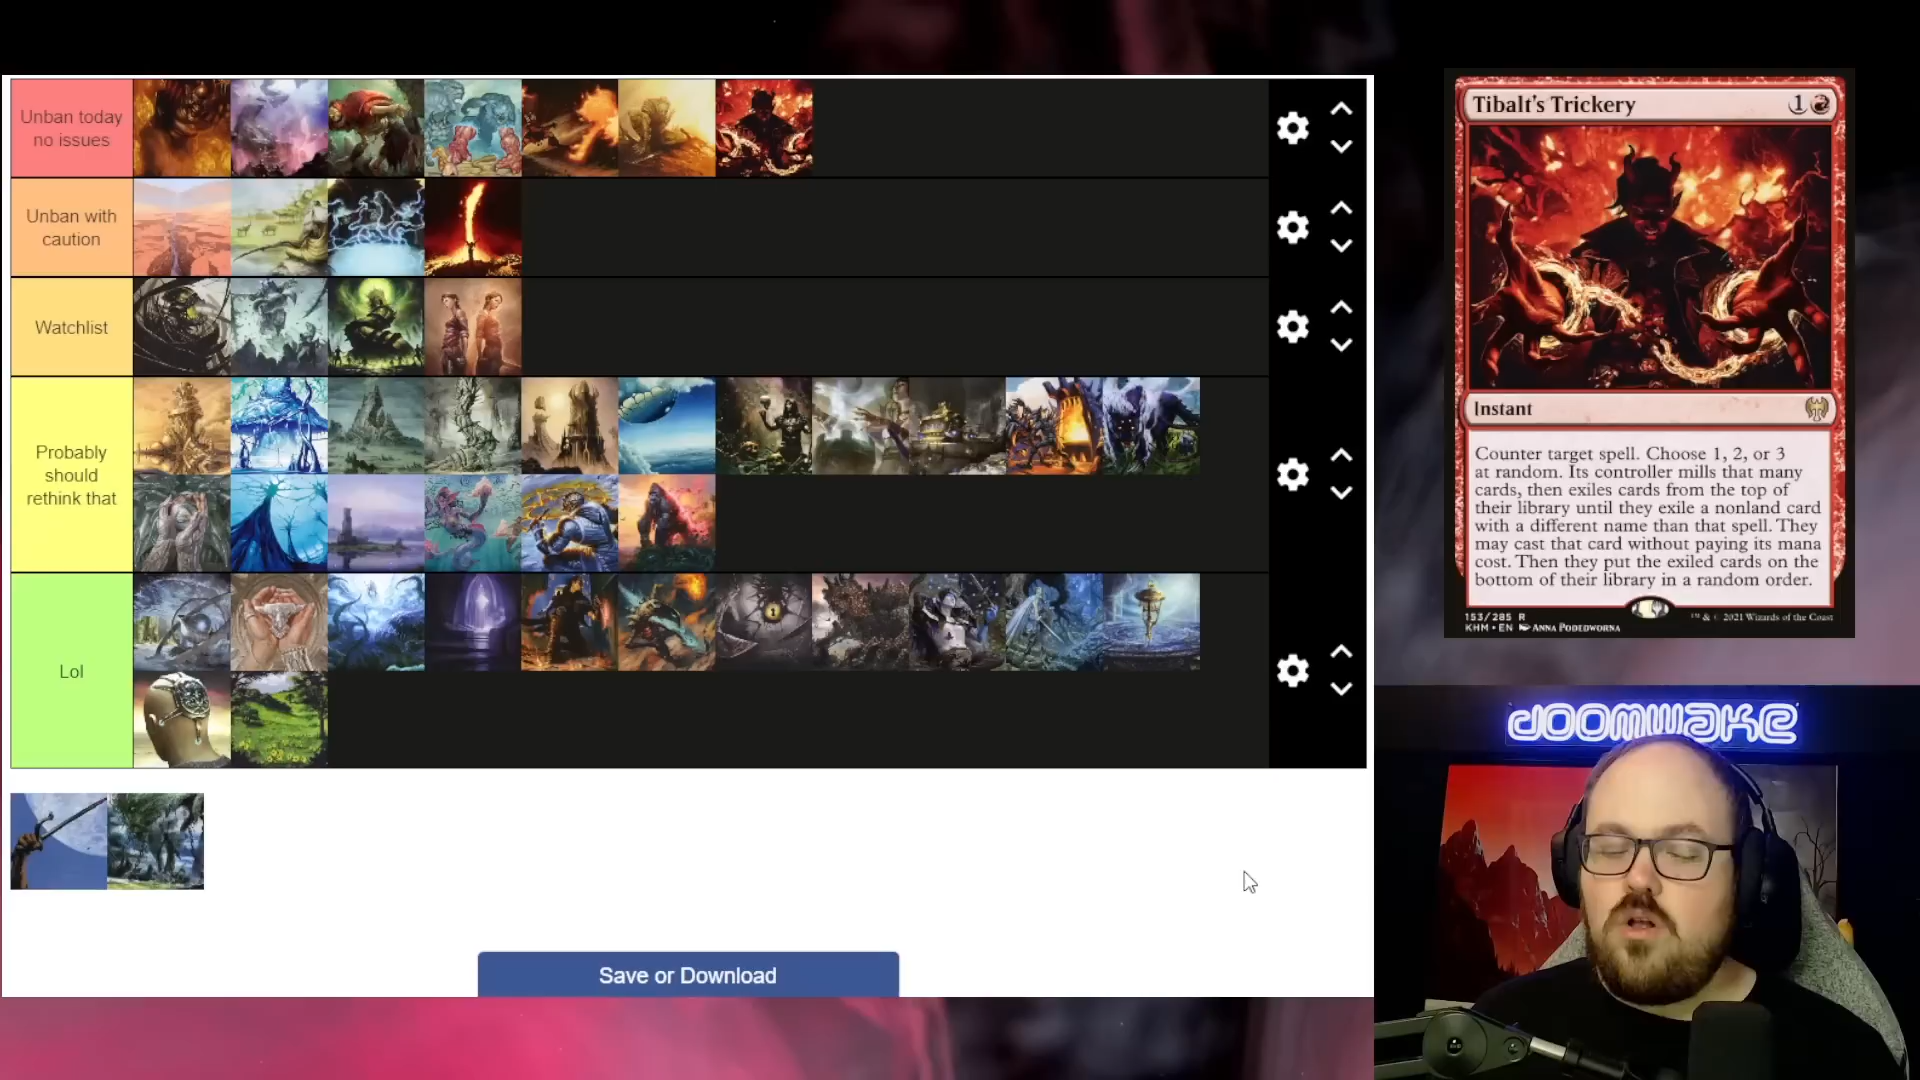 Unban today
no issues
Unban with
caution
Watchlist
Probably
should
rethink that
Lol
Save or Download
Tibalt's Trickery 1
Instant
Counter target spell. Choose 1, 2, or 3
at random. Its controller mills that many
cards, then exiles cards from the top of
their library until they exile a nonland card
with a different name than that spell. They
may cast that card without paying its mana
cost. Then they put the exiled cards on the
bottom of their library in a random order.
153/285 R
KHM • EN Anna Podedworna
™ & © 2021 Wizards of the Coast
doomwake